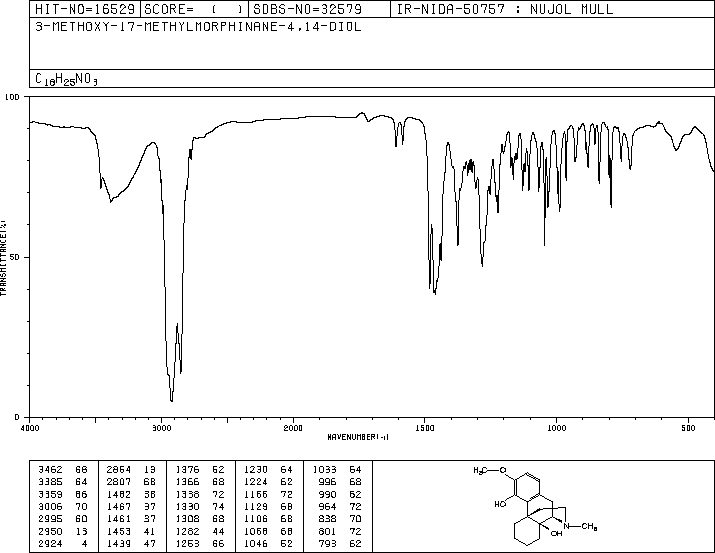 HIT-NO=16529 SCORE= ( ) SDBS-NO=32579 IR-NIDA-50757 : NUJOL MULL
3-METHOXY-17-METHYLMORPHINANE-4,14-DIOL
C18H25NO3
100
TRANSMITTANCE(%)
50
0
4000 3000 2000 1500 1000 500
WAVENUMBER(-1)
3462 68 2864 13 1376 52 1230 64 1033 64
3385 64 2807 68 1366 68 1224 62 996 68
3359 66 1482 38 1358 72 1166 72 990 62
3006 70 1467 37 1330 74 1129 68 964 72
2995 60 1461 37 1308 68 1106 68 838 70
2950 13 1453 41 1282 44 1068 68 801 72
2924 4 1439 47 1253 66 1046 52 793 62
H3C O
HO
N CH3
OH